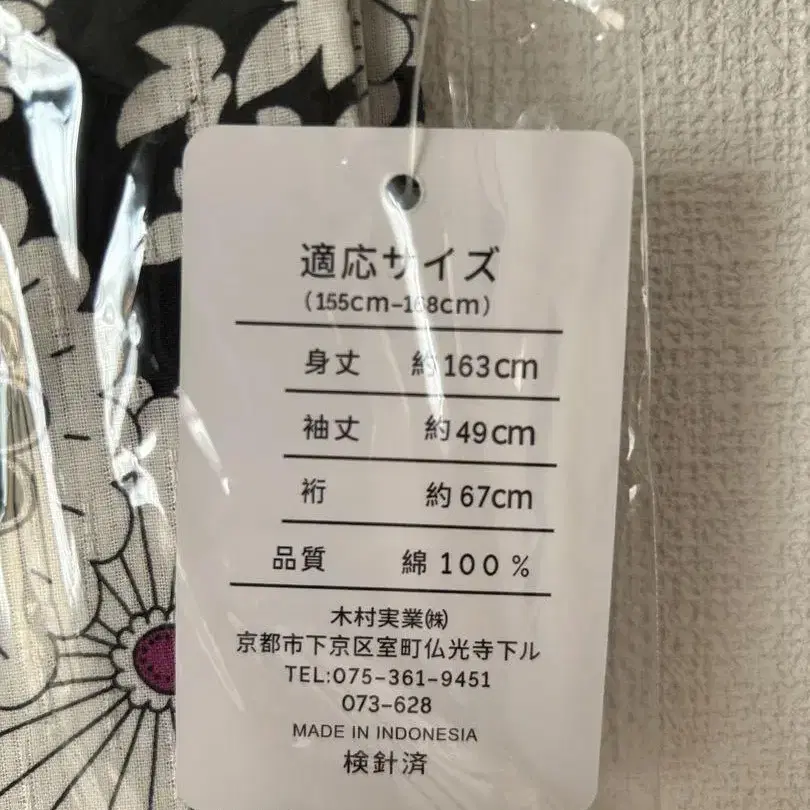 適応サイズ
(155cm-168cm)
身丈 約163cm
袖丈 約49cm
裄 約67cm
品質 綿100%
木村実業㈱
京都市下京区室町仏光寺下ル
TEL:075-361-9451
073-628
MADE IN INDONESIA
検針済